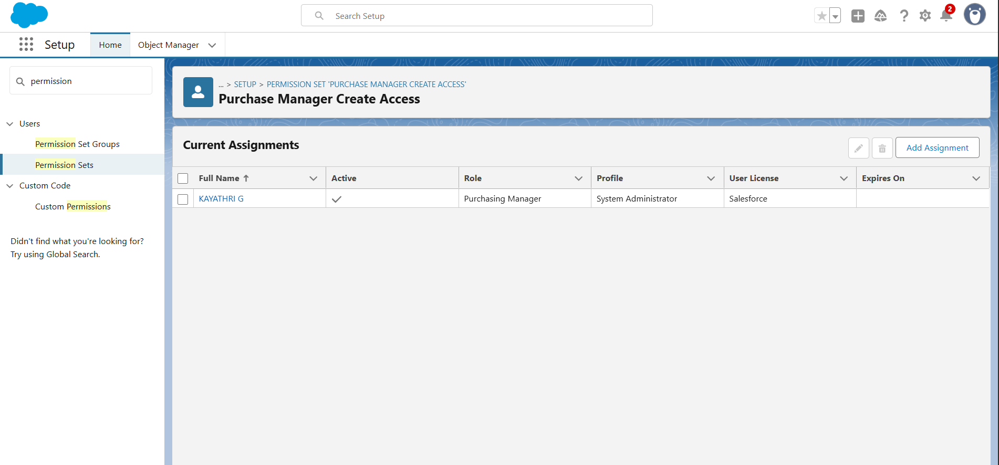 Search Setup
2
Setup
Home
Object Manager
permission
Users
Permission Set Groups
Permission Sets
Custom Code
Custom Permissions
Didn't find what you're looking for?
Try using Global Search.
... > SETUP > PERMISSION SET 'PURCHASE MANAGER CREATE ACCESS'
Purchase Manager Create Access
Current Assignments
Add Assignment
Full Name Active Role Profile User License Expires On
KAYATHRI G Purchasing Manager System Administrator Salesforce